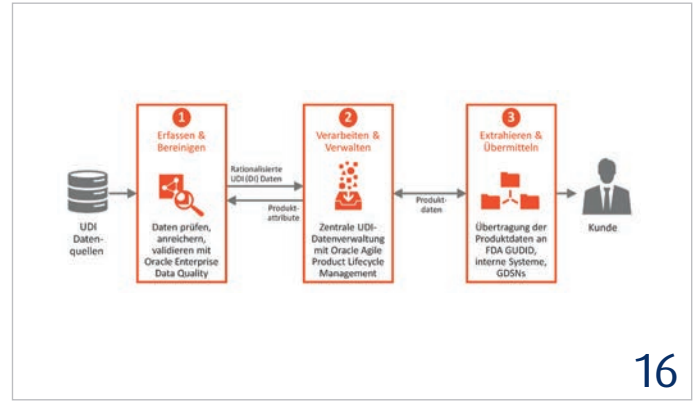 1
Erfassen &
Bereinigen
2
Verarbeiten &
Verwalten
3
Extrahieren &
Übermitteln
Rationalisierte
UDI (DI) Daten
Produkt-
attribute
Produkt-
daten
UDI
Daten-
quellen
Daten prüfen,
anreichern,
validieren mit
Oracle Enterprise
Data Quality
Zentrale UDI-
Datenverwaltung
mit Oracle Agile
Product Lifecycle
Management
Übertragung der
Produktdaten an
FDA GUDID,
interne Systeme,
GDSNs
Kunde
16